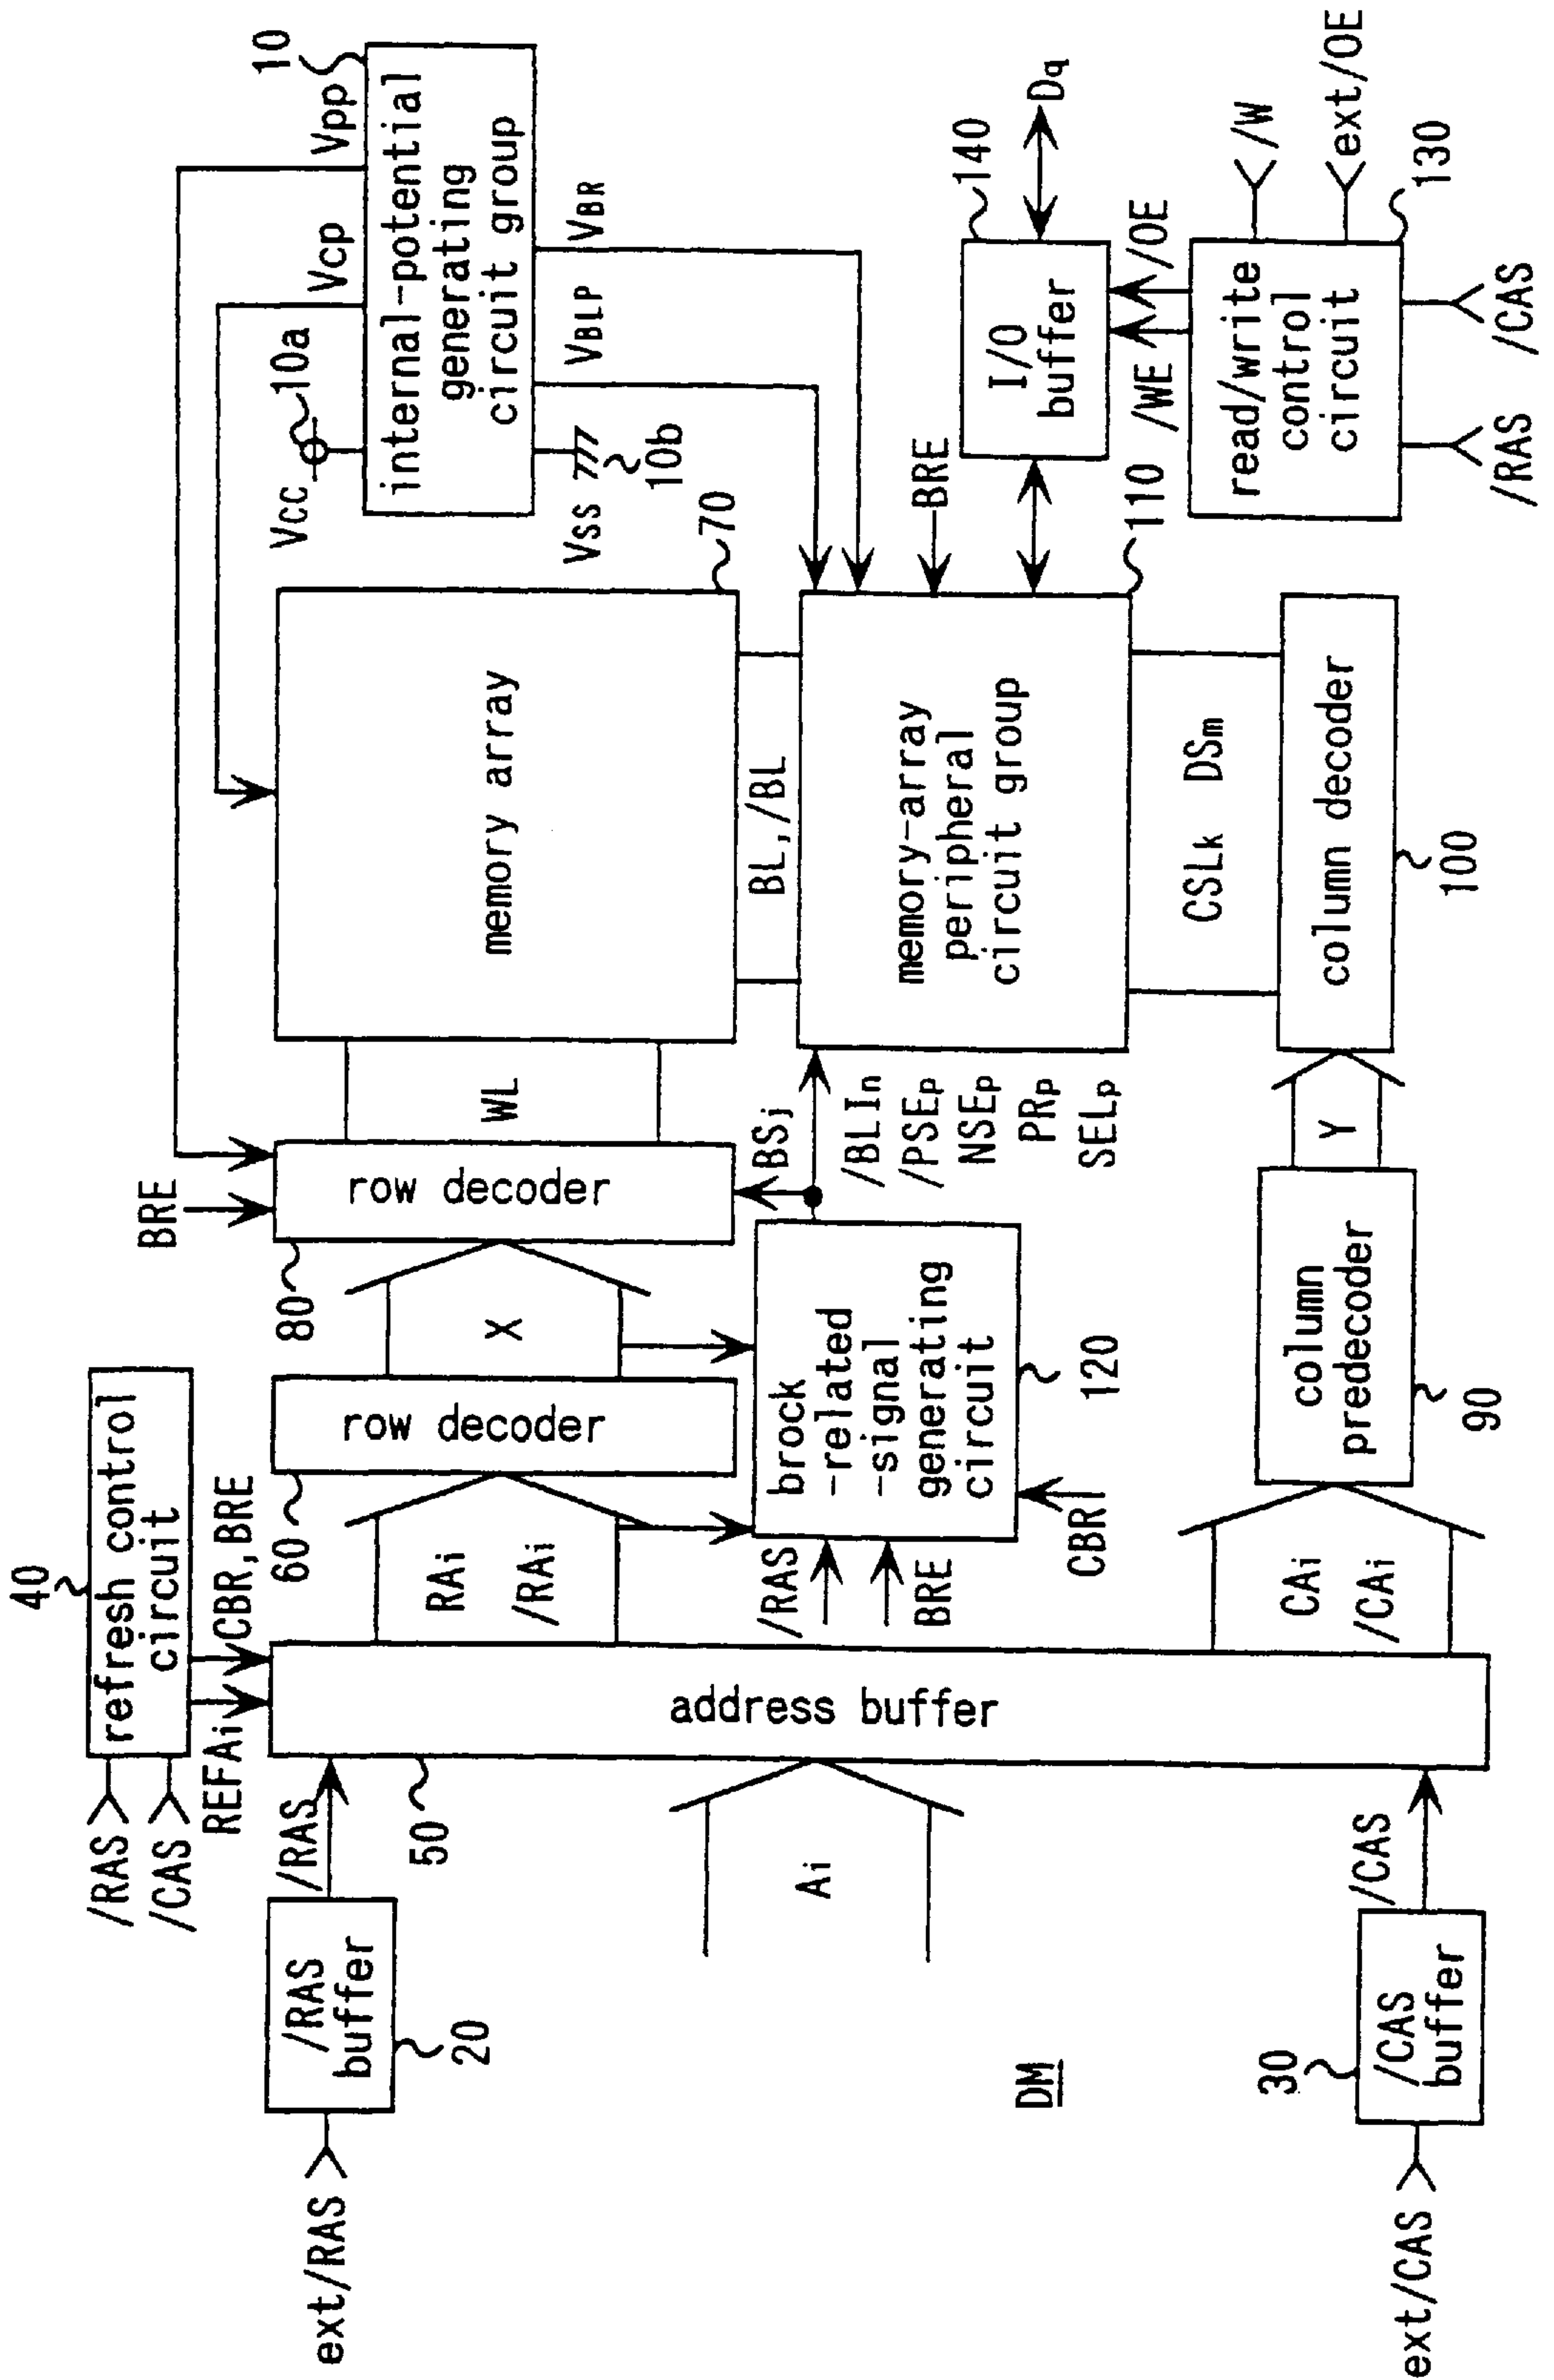 40
refresh control
circuit
/RAS
/CAS
REFAi
CBR,BRE
BRE
10
Vpp
Vcp
Vcc
10a
internal-potential
generating
circuit group
Vss
10b
VBLP
VBR
ext/RAS
/RAS
buffer
20
/RAS
50
address buffer
Ai
RAi
/RAi
60
row decoder
X
80
row decoder
WL
memory array
70
BL,/BL
BSj
/BLIn
/PSEp
NSEp
PRp
SELp
brock
-related
-signal
generating
circuit
120
/RAS
BRE
CBR
memory-array
peripheral
circuit group
110
BRE
I/O
buffer
140
Dq
/WE
/OE
read/write
control
circuit
130
/W
ext/OE
/RAS
/CAS
CSLk DSm
column decoder
100
Y
column
predecoder
90
CAi
/CAi
DM
ext/CAS
/CAS
buffer
30
/CAS